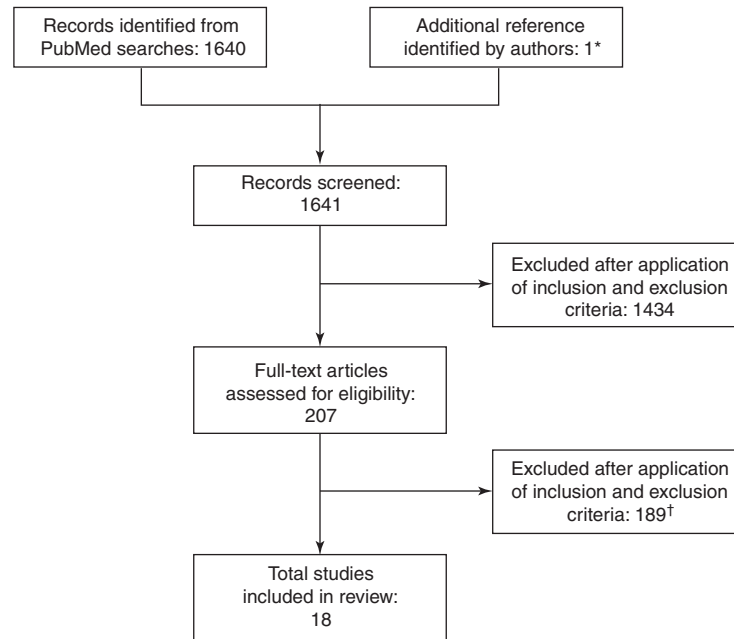 Records identified from
PubMed searches: 1640
Additional reference
identified by authors: 1*
Records screened:
1641
Excluded after application
of inclusion and exclusion
criteria: 1434
Full-text articles
assessed for eligibility:
207
Excluded after application
of inclusion and exclusion
criteria: 189†
Total studies
included in review:
18